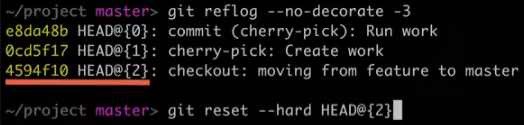 ~/project master> git reflog --no-decorate -3
e8da48b HEAD@{0}: commit (cherry-pick): Run work
0cd5f17 HEAD@{1}: cherry-pick: Create work
4594f10 HEAD@{2}: checkout: moving from feature to master
~/project master> git reset --hard HEAD@{2}